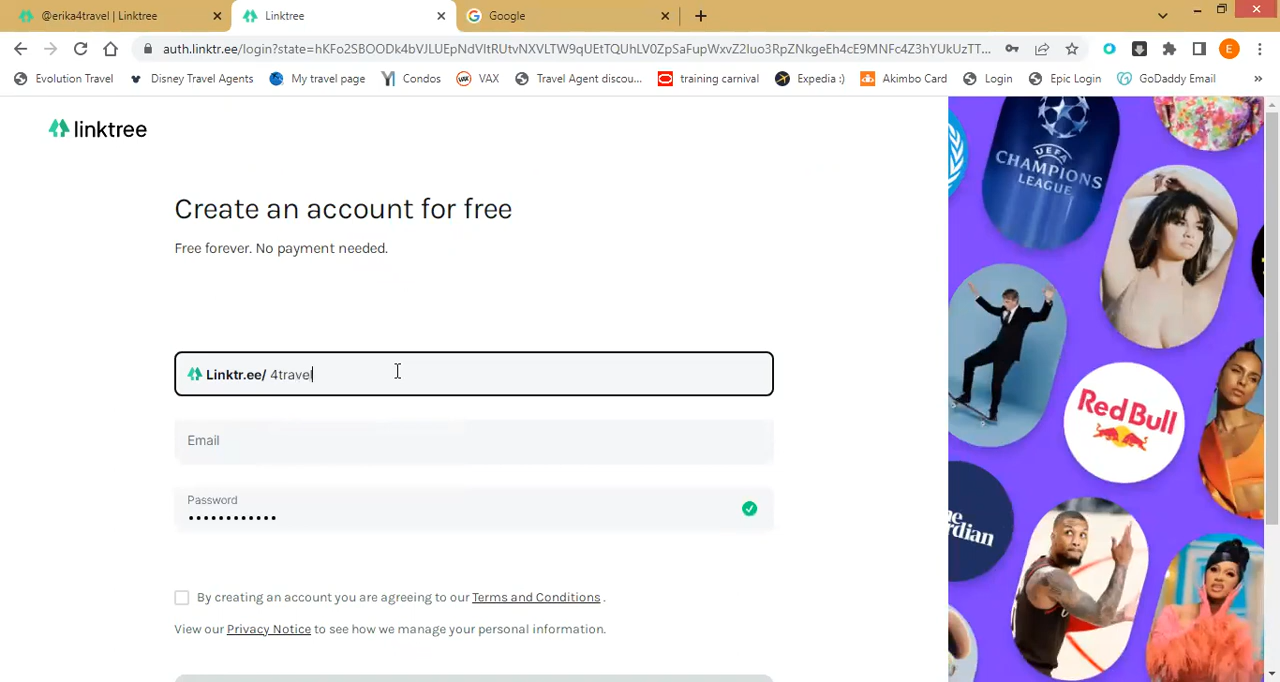 @erika4travel | Linktree
Linktree
Google
auth.linktr.ee/login?state=hKFo2SBOODk4bVJLUEpNdVltRUtvNXVLTW9qUEtTQUhLV0ZpSaFupWxvZ2luo3RpZNkgeEh4cE9MNFc4Z3hYUkUzTT...
E
Evolution Travel
Disney Travel Agents
My travel page
Condos
VAX
Travel Agent discou...
training carnival
Expedia :)
Akimbo Card
Login
Epic Login
GoDaddy Email
»
linktree
Create an account for free
Free forever. No payment needed.
Linktr.ee/ 4travel
Email
Password
••••••••••••
By creating an account you are agreeing to our Terms and Conditions .
View our Privacy Notice to see how we manage your personal information.
UEFA
CHAMPIONS
LEAGUE
Red Bull
rdian